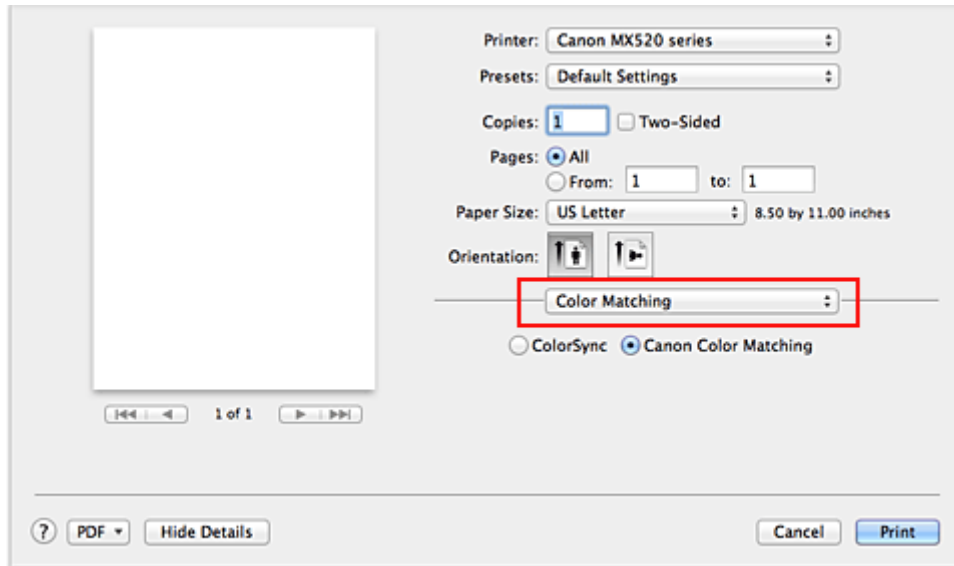 Printer: Canon MX520 series
Presets: Default Settings
Copies: 1 Two-Sided
Pages: All
From: 1 to: 1
Paper Size: US Letter 8.50 by 11.00 inches
Orientation:
Color Matching
ColorSync Canon Color Matching
1 of 1
? PDF Hide Details Cancel Print